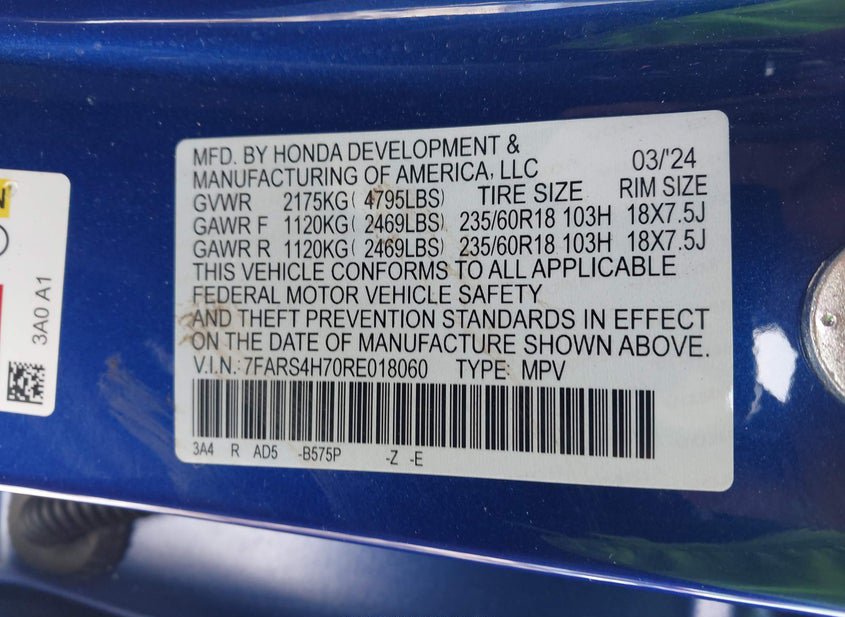 MFD. BY HONDA DEVELOPMENT &
MANUFACTURING OF AMERICA, LLC 03/'24
GVWR 2175KG( 4795LBS) TIRE SIZE RIM SIZE
GAWR F 1120KG( 2469LBS) 235/60R18 103H 18X7.5J
GAWR R 1120KG( 2469LBS) 235/60R18 103H 18X7.5J
THIS VEHICLE CONFORMS TO ALL APPLICABLE
FEDERAL MOTOR VEHICLE SAFETY
AND THEFT PREVENTION STANDARDS IN EFFECT
ON THE DATE OF MANUFACTURE SHOWN ABOVE.
V.I.N.: 7FARS4H70RE018060 TYPE: MPV
3A4 R AD5 -B575P -Z -E
3A0 A1